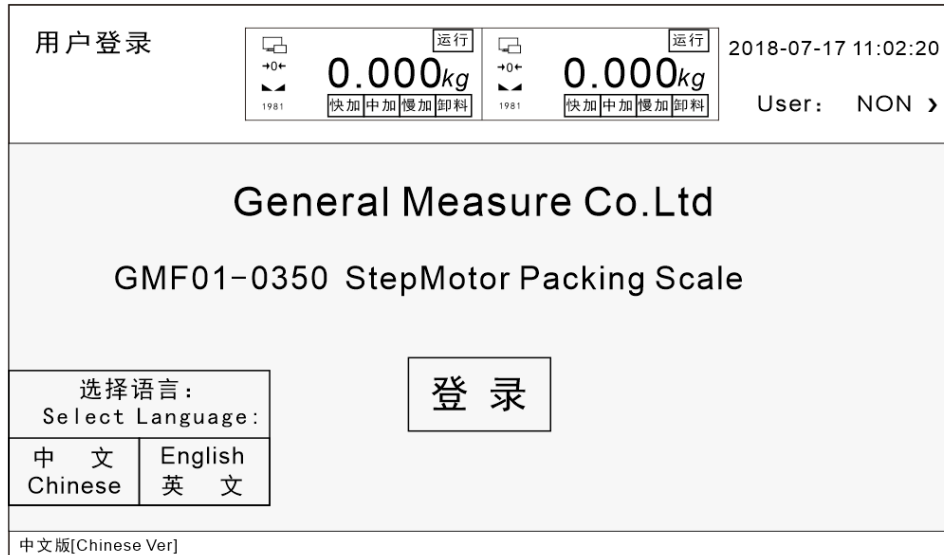 用户登录
运行
→0←
0.000kg
1981
快加 中加 慢加 卸料
运行
→0←
0.000kg
1981
快加 中加 慢加 卸料
2018-07-17 11:02:20
User: NON ›
General Measure Co.Ltd
GMF01-0350 StepMotor Packing Scale
登 录
选择语言：
Select Language:
中 文
Chinese
English
英 文
中文版[Chinese Ver]